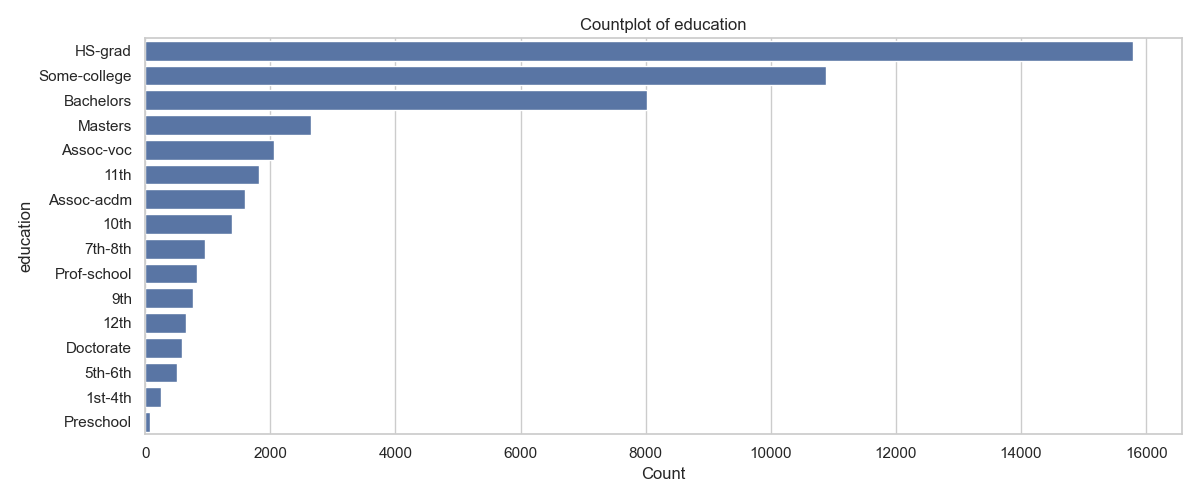 Countplot of education
education
HS-grad
Some-college
Bachelors
Masters
Assoc-voc
11th
Assoc-acdm
10th
7th-8th
Prof-school
9th
12th
Doctorate
5th-6th
1st-4th
Preschool
0 2000 4000 6000 8000 10000 12000 14000 16000
Count